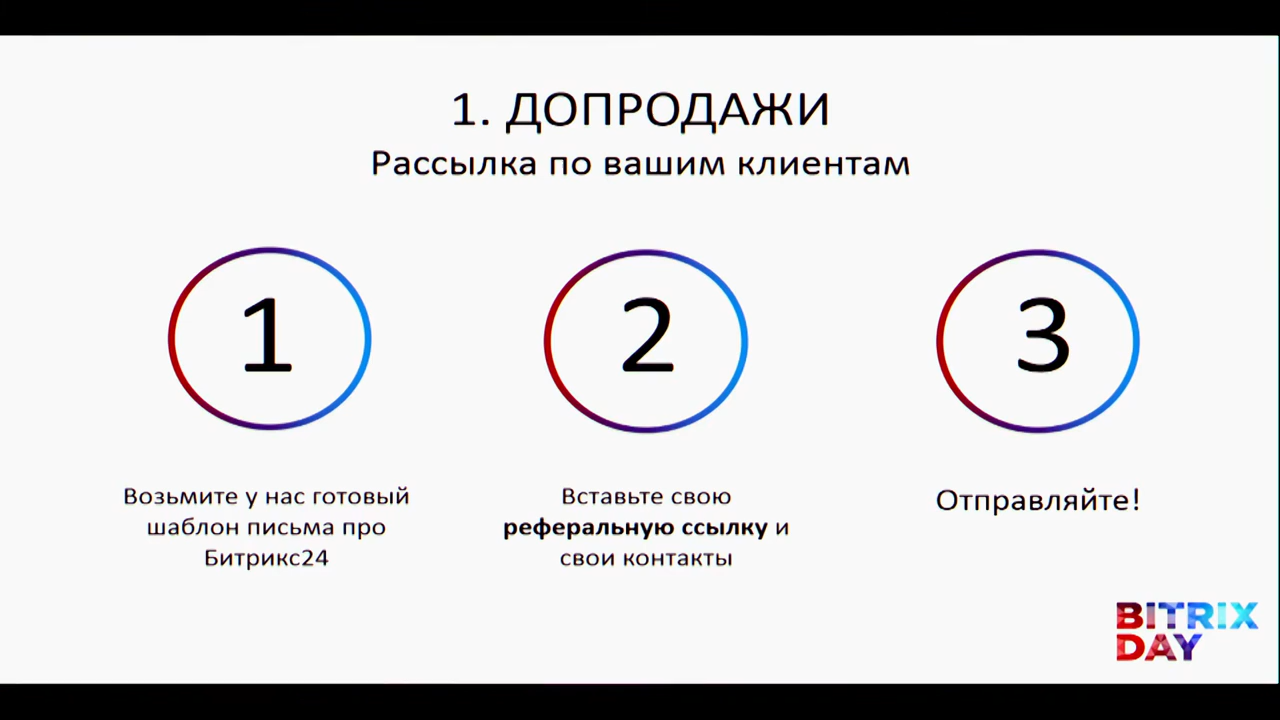 1. ДОПРОДАЖИ
Рассылка по вашим клиентам
1
2
3
Возьмите у нас готовый
шаблон письма про
Битрикс24
Вставьте свою
реферальную ссылку и
свои контакты
Отправляйте!
BITRIX
DAY